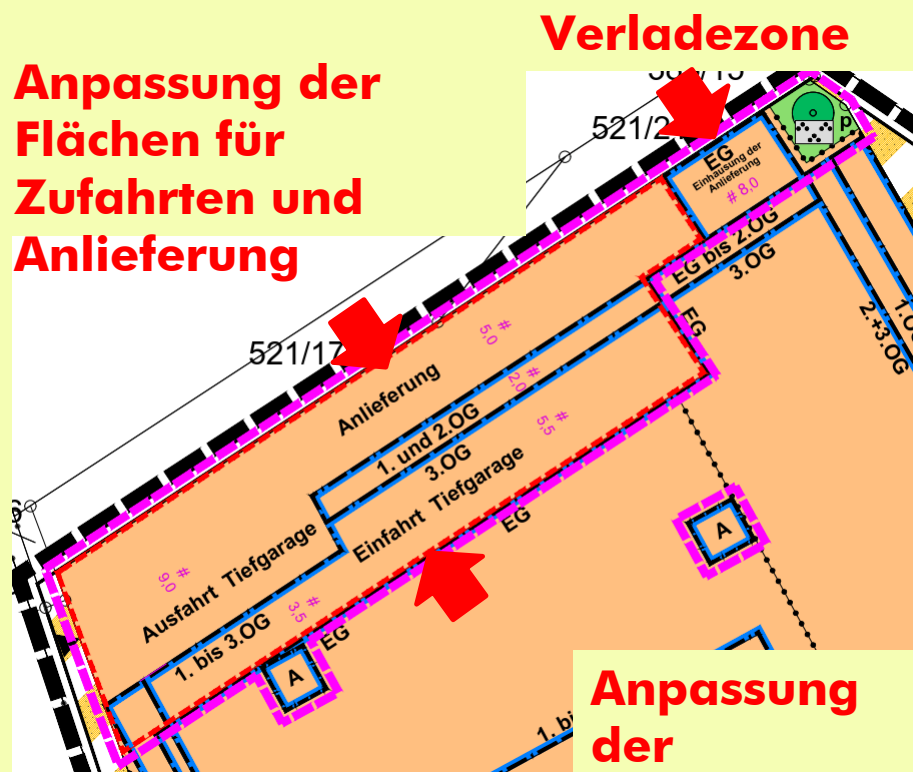 Verladezone
Anpassung der
Flächen für
Zufahrten und
Anlieferung
p
EG
Einhausung der
Anlieferung
# 8,0
EG bis 2.OG
3.OG
EG
2.+3.OG
521/17
# 5,0
Anlieferung
# 2,0
1. und 2.OG
# 5,5
3.OG
Einfahrt Tiefgarage
EG
A
# 9,0
Ausfahrt Tiefgarage
# 3,5
1. bis 3.OG
EG
A
Anpassung
der